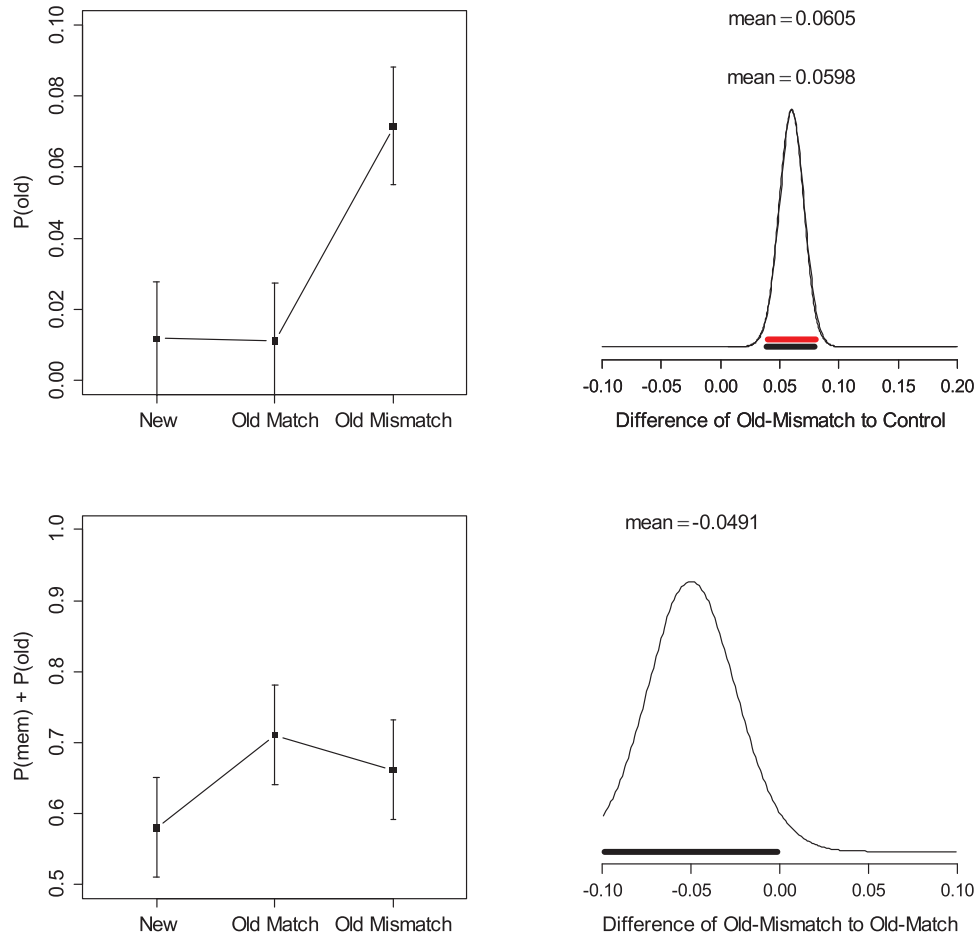 P(old)
0.10
0.08
0.06
0.04
0.02
0.00
New Old Match Old Mismatch
mean = 0.0605
mean = 0.0598
-0.10 -0.05 0.00 0.05 0.10 0.15 0.20
Difference of Old-Mismatch to Control
P(mem) + P(old)
1.0
0.9
0.8
0.7
0.6
0.5
New Old Match Old Mismatch
mean = -0.0491
-0.10 -0.05 0.00 0.05 0.10
Difference of Old-Mismatch to Old-Match